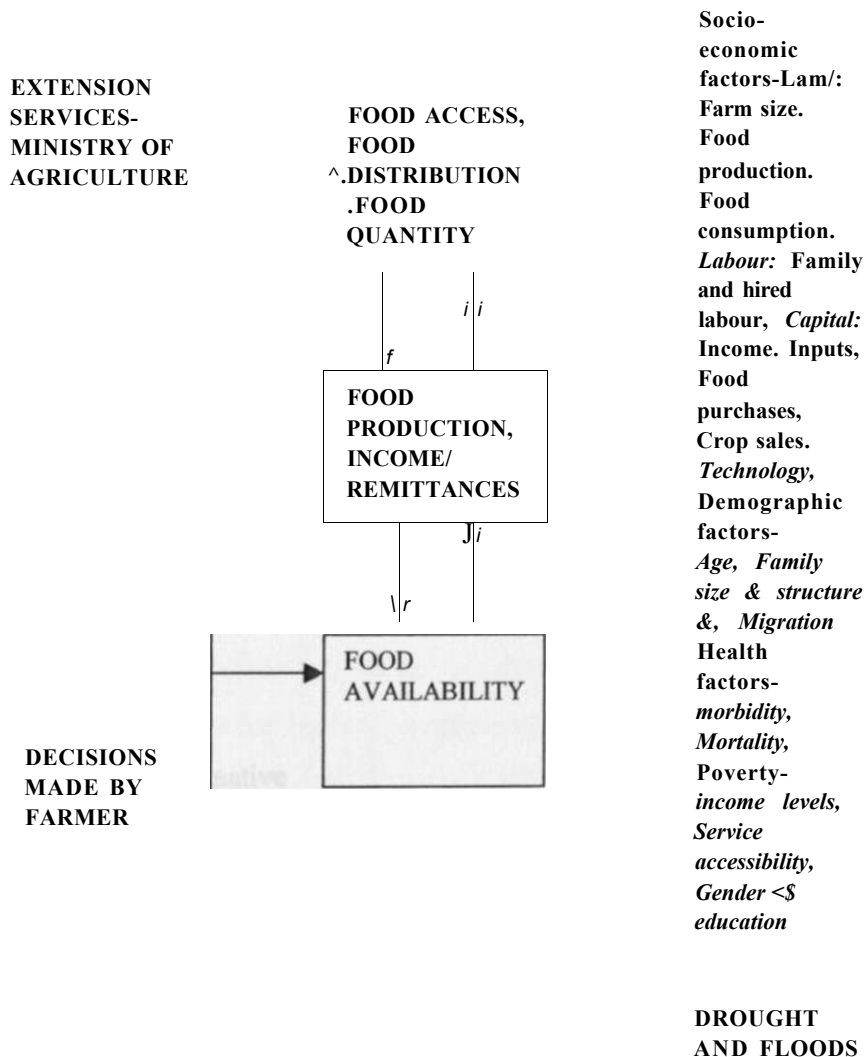 EXTENSION
SERVICES-
MINISTRY OF
AGRICULTURE
FOOD ACCESS,
FOOD
^.DISTRIBUTION
.FOOD
QUANTITY
i i
f
FOOD
PRODUCTION,
INCOME/
REMITTANCES
J i
\ r
FOOD
AVAILABILITY
DECISIONS
MADE BY
FARMER
Socio-
economic
factors-Lam/:
Farm size.
Food
production.
Food
consumption.
Labour: Family
and hired
labour, Capital:
Income. Inputs,
Food
purchases,
Crop sales.
Technology,
Demographic
factors-
Age, Family
size & structure
&, Migration
Health
factors-
morbidity,
Mortality,
Poverty-
income levels,
Service
accessibility,
Gender <$
education
DROUGHT
AND FLOODS